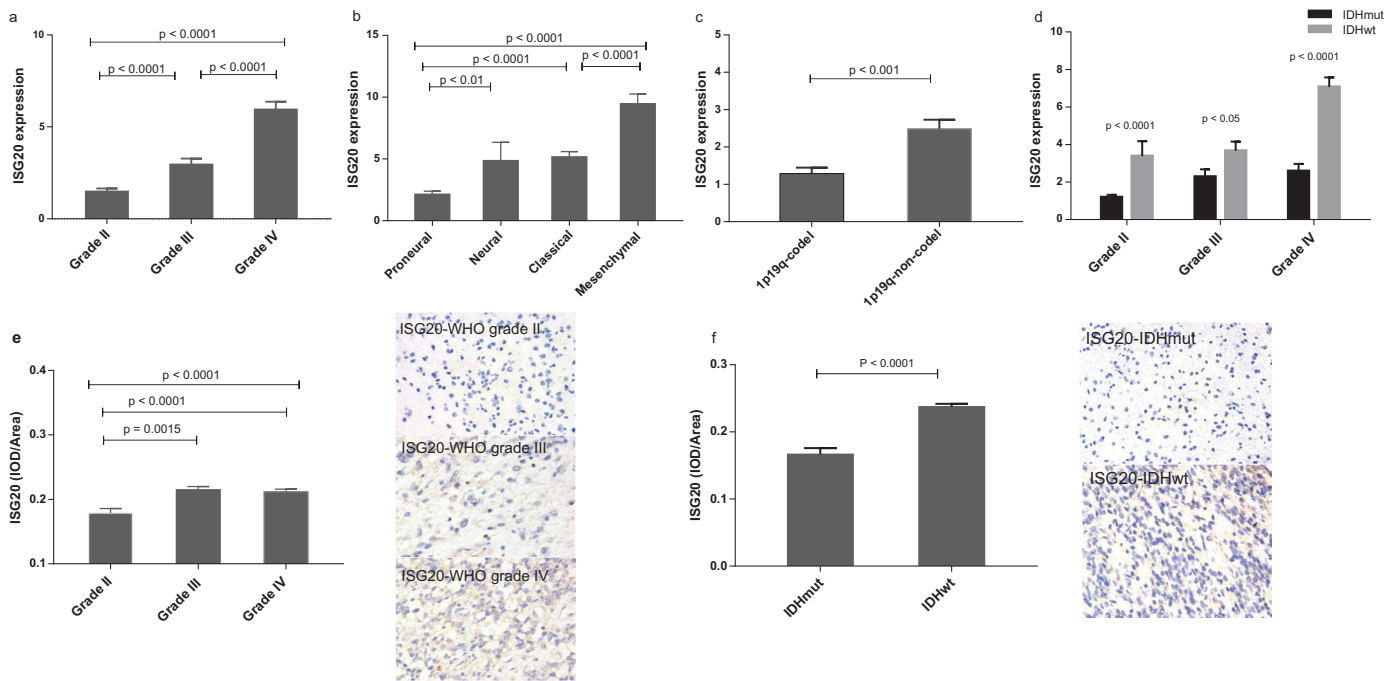 a
ISG20 expression
10
5
0
p < 0.0001
p < 0.0001
p < 0.0001
Grade II
Grade III
Grade IV
b
ISG20 expression
15
10
5
0
p < 0.0001
p < 0.0001
p < 0.0001
p < 0.01
Proneural
Neural
Classical
Mesenchymal
c
ISG20 expression
5
4
3
2
1
0
p < 0.001
1p19q-codel
1p19q-non-codel
d
IDHmut
IDHwt
ISG20 expression
10
8
6
4
2
0
p < 0.0001
p < 0.05
p < 0.0001
Grade II
Grade III
Grade IV
e
ISG20 (IOD/Area)
0.4
0.3
0.2
0.1
p < 0.0001
p < 0.0001
p = 0.0015
Grade II
Grade III
Grade IV
ISG20-WHO grade II
ISG20-WHO grade III
ISG20-WHO grade IV
f
ISG20 (IOD/Area)
0.3
0.2
0.1
0.0
P < 0.0001
IDHmut
IDHwt
ISG20-IDHmut
ISG20-IDHwt